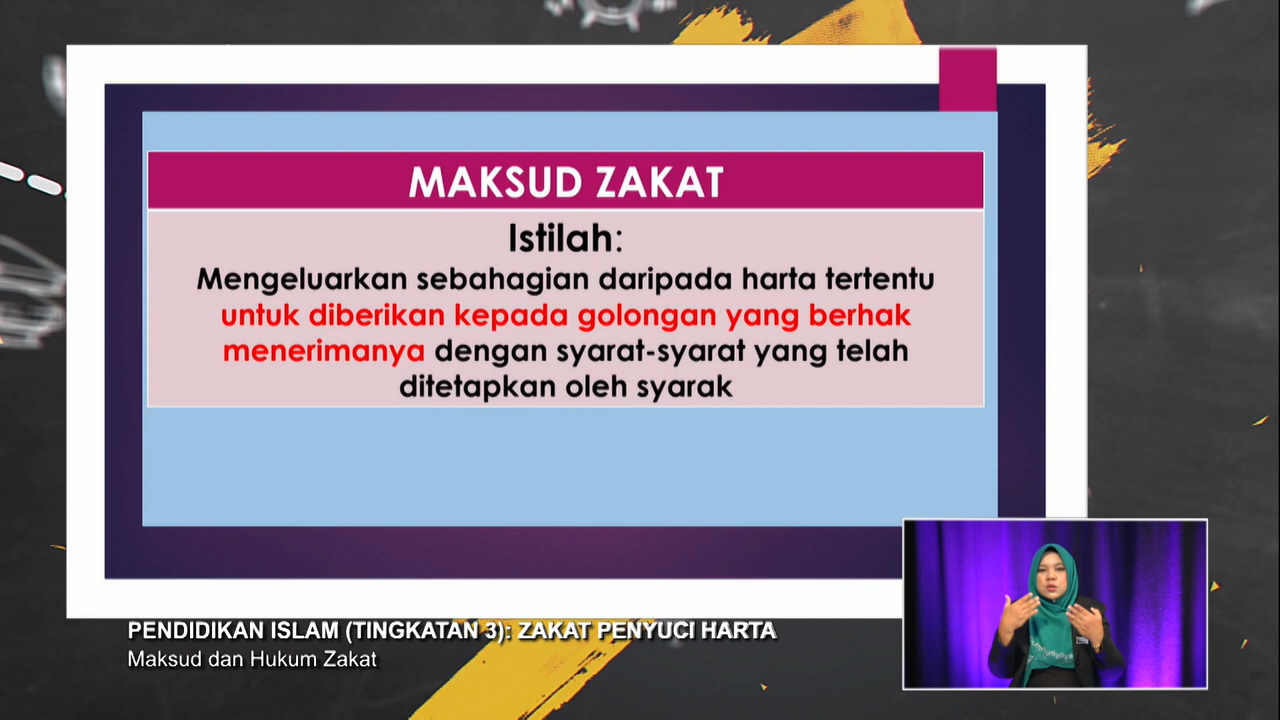 MAKSUD ZAKAT
Istilah:
Mengeluarkan sebahagian daripada harta tertentu
untuk diberikan kepada golongan yang berhak
menerimanya dengan syarat-syarat yang telah
ditetapkan oleh syarak
PENDIDIKAN ISLAM (TINGKATAN 3): ZAKAT PENYUCI HARTA
Maksud dan Hukum Zakat